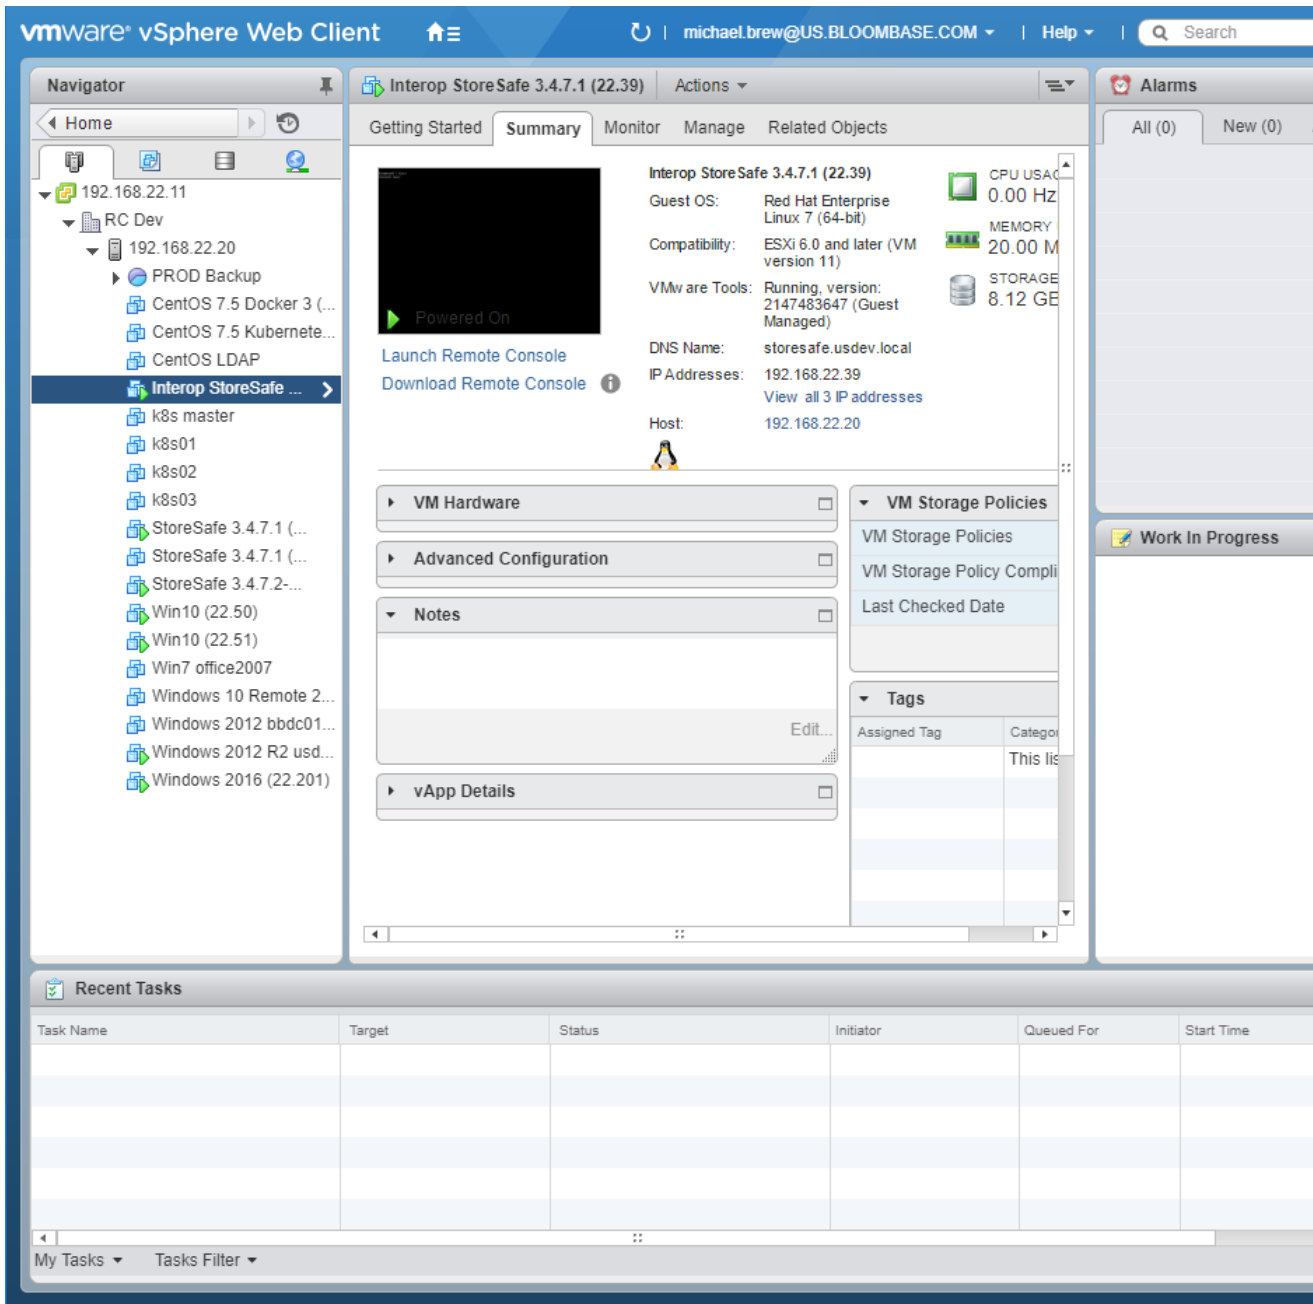 vmware® vSphere Web Client
michael.brew@US.BLOOMBASE.COM
Help
Search
Navigator
Home
192.168.22.11
RC Dev
192.168.22.20
PROD Backup
CentOS 7.5 Docker 3 (...
CentOS 7.5 Kubernete...
CentOS LDAP
Interop StoreSafe ...
k8s master
k8s01
k8s02
k8s03
StoreSafe 3.4.7.1 (...
StoreSafe 3.4.7.1 (...
StoreSafe 3.4.7.2-...
Win10 (22.50)
Win10 (22.51)
Win7 office2007
Windows 10 Remote 2...
Windows 2012 bbdc01...
Windows 2012 R2 usd...
Windows 2016 (22.201)
Interop StoreSafe 3.4.7.1 (22.39)
Actions
Getting Started
Summary
Monitor
Manage
Related Objects
Powered On
Launch Remote Console
Download Remote Console
Interop StoreSafe 3.4.7.1 (22.39)
Guest OS: Red Hat Enterprise
Linux 7 (64-bit)
Compatibility: ESXi 6.0 and later (VM
version 11)
VMware Tools: Running, version:
2147483647 (Guest
Managed)
DNS Name: storesafe.usdev.local
IP Addresses: 192.168.22.39
View all 3 IP addresses
Host: 192.168.22.20
CPU USAG
0.00 Hz
MEMORY
20.00 M
STORAGE
8.12 GB
VM Hardware
Advanced Configuration
Notes
Edit...
vApp Details
VM Storage Policies
VM Storage Policies
VM Storage Policy Compli
Last Checked Date
Tags
Assigned Tag
Categor
This lis
Alarms
All (0)
New (0)
Work In Progress
Recent Tasks
Task Name
Target
Status
Initiator
Queued For
Start Time
My Tasks
Tasks Filter